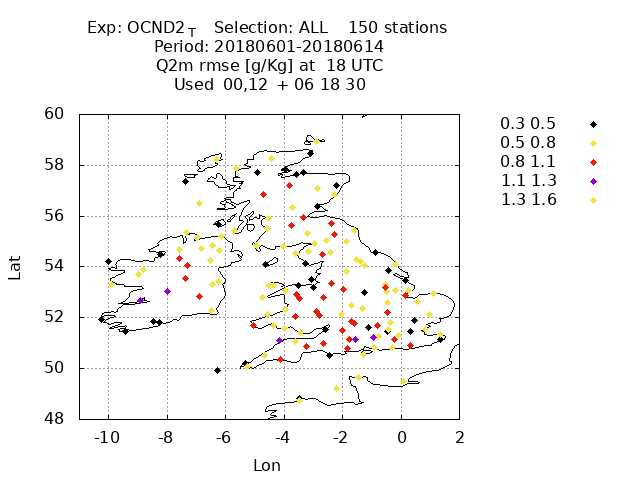 Exp: OCND2 T Selection: ALL 150 stations
Period: 20180601-20180614
Q2m rmse [g/Kg] at 18 UTC
Used 00,12 + 06 18 30
60
58
56
54
52
50
48
Lat
-10 -8 -6 -4 -2 0 2
Lon
0.3 0.5
0.5 0.8
0.8 1.1
1.1 1.3
1.3 1.6